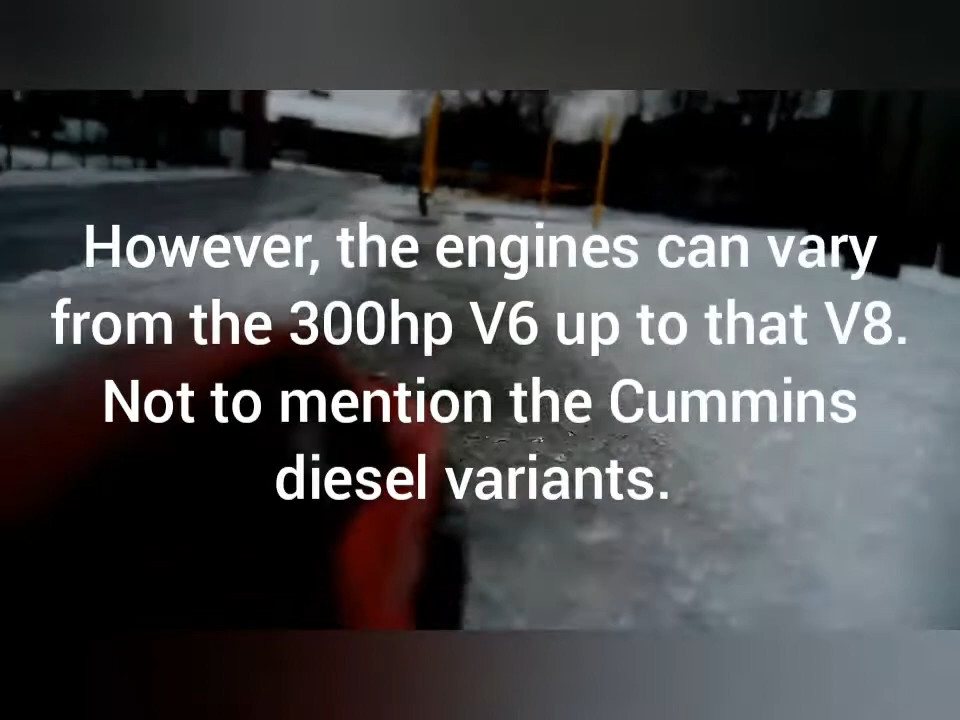 However, the engines can vary
from the 300hp V6 up to that V8.
Not to mention the Cummins
diesel variants.